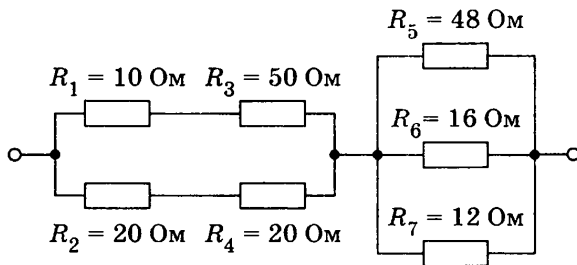 R₅ = 48 Ом
R₁ = 10 Ом R₃ = 50 Ом
R₆ = 16 Ом
R₂ = 20 Ом R₄ = 20 Ом
R₇ = 12 Ом